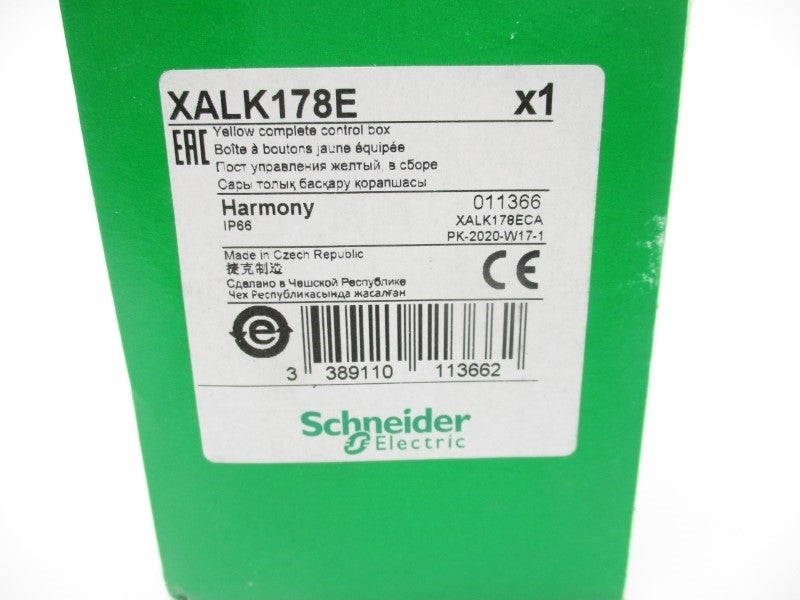 XALK178E x1
EAC Yellow complete control box
Boîte à boutons jaune équipée
Пост управления желтый, в сборе
Сары толық басқару қорапшасы
Harmony 011366
IP66 XALK178ECA
PK-2020-W17-1
Made in Czech Republic
捷克制造
Сделано в Чешской Республике
Чех Республикасында жасалған
CE
e
3 389110 113662
Schneider
Electric